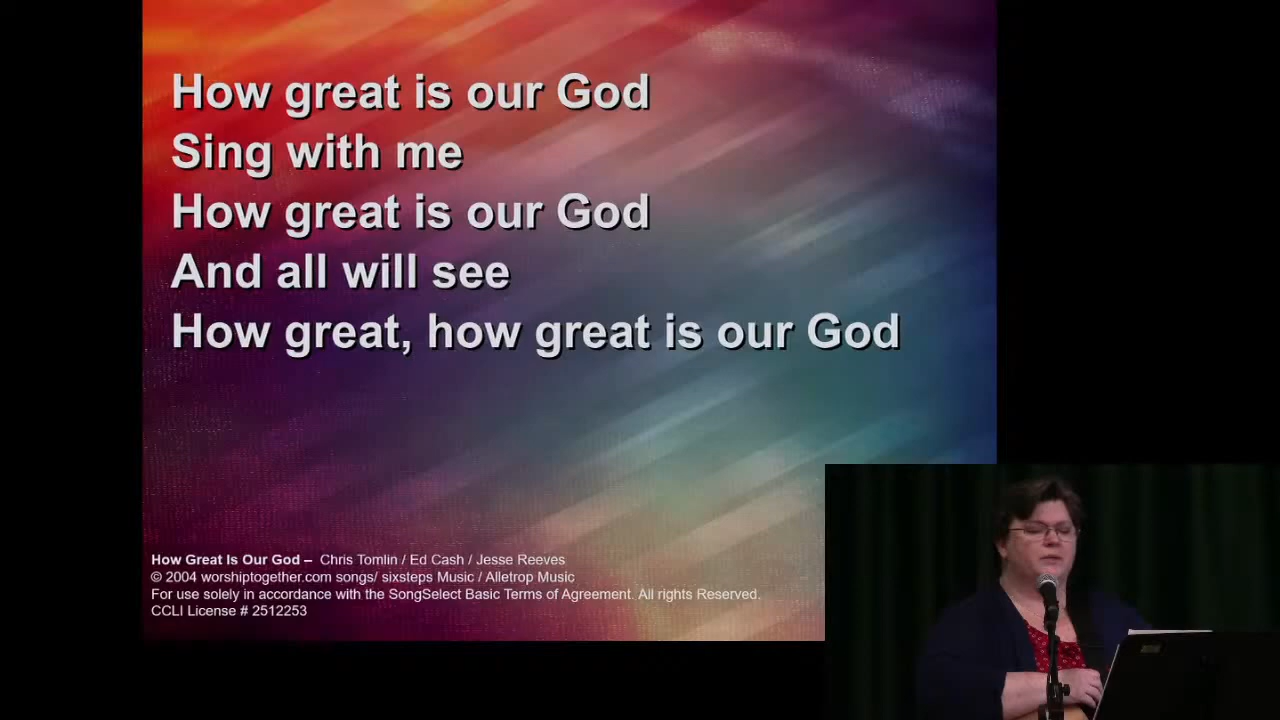 How great is our God
Sing with me
How great is our God
And all will see
How great, how great is our God
How Great Is Our God – Chris Tomlin / Ed Cash / Jesse Reeves
© 2004 worshiptogether.com songs/ sixsteps Music / Alletrop Music
For use solely in accordance with the SongSelect Basic Terms of Agreement. All rights Reserved.
CCLI License # 2512253